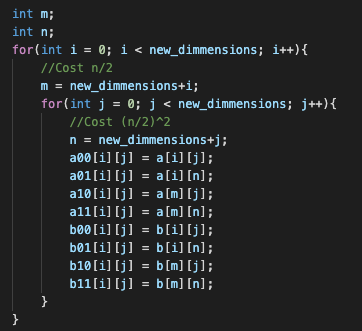 int m;
int n;
for(int i = 0; i < new_dimmensions; i++){
    //Cost n/2
    m = new_dimmensions+i;
    for(int j = 0; j < new_dimmensions; j++){
        //Cost (n/2)^2
        n = new_dimmensions+j;
        a00[i][j] = a[i][j];
        a01[i][j] = a[i][n];
        a10[i][j] = a[m][j];
        a11[i][j] = a[m][n];
        b00[i][j] = b[i][j];
        b01[i][j] = b[i][n];
        b10[i][j] = b[m][j];
        b11[i][j] = b[m][n];
    }
}